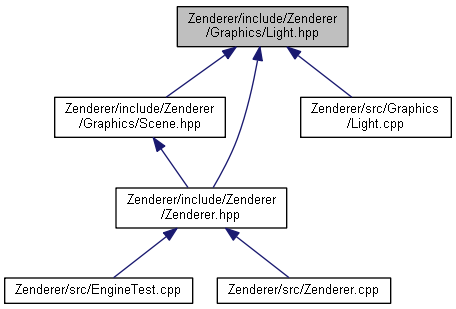 Zenderer/include/Zenderer
/Graphics/Light.hpp
Zenderer/include/Zenderer
/Graphics/Scene.hpp
Zenderer/src/Graphics
/Light.cpp
Zenderer/include/Zenderer
/Zenderer.hpp
Zenderer/src/EngineTest.cpp
Zenderer/src/Zenderer.cpp